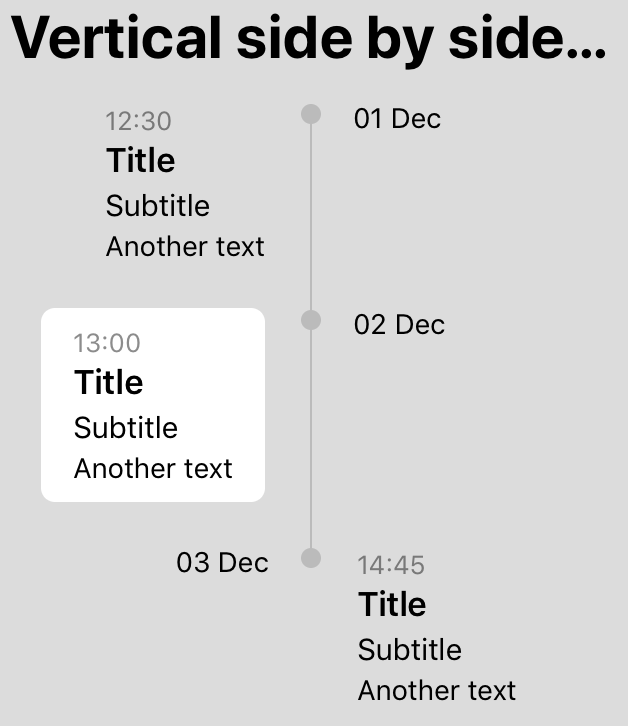 Vertical side by side...
12:30
01 Dec
Title
Subtitle
Another text
13:00
02 Dec
Title
Subtitle
Another text
03 Dec
14:45
Title
Subtitle
Another text